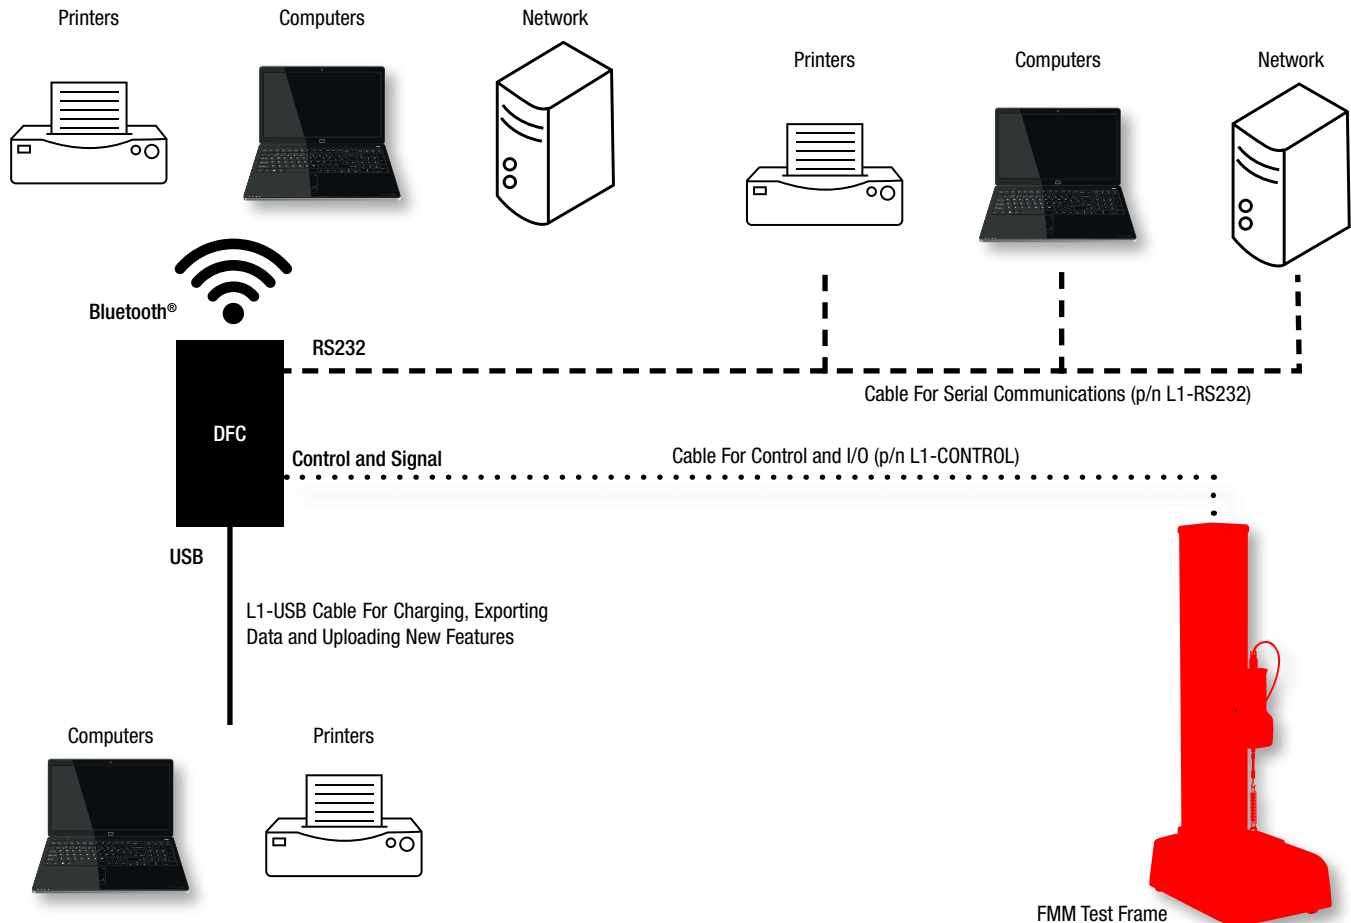 Printers
Computers
Network
Printers
Computers
Network
Bluetooth®
RS232
Cable For Serial Communications (p/n L1-RS232)
DFC
Control and Signal
Cable For Control and I/O (p/n L1-CONTROL)
USB
L1-USB Cable For Charging, Exporting
Data and Uploading New Features
Computers
Printers
FMM Test Frame